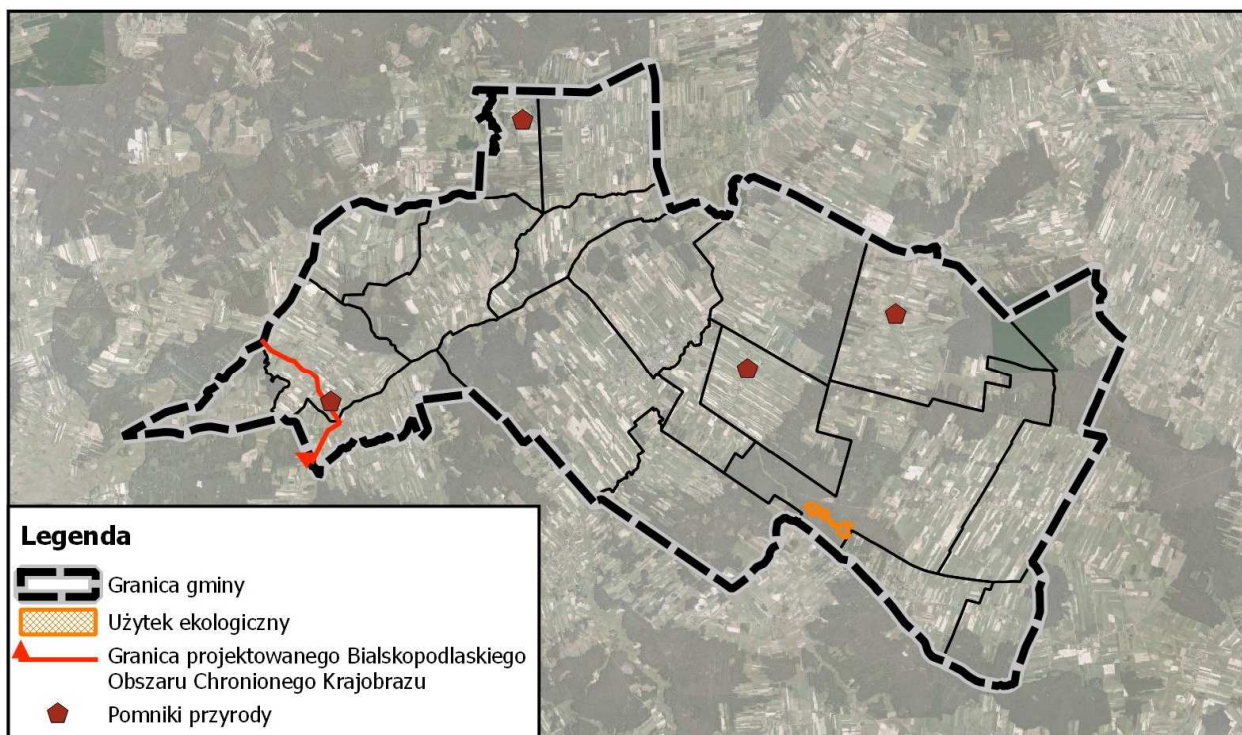 Legenda
Granica gminy
Użytek ekologiczny
Granica projektowanego Bialskopodlaskiego
Obszaru Chronionego Krajobrazu
Pomniki przyrody